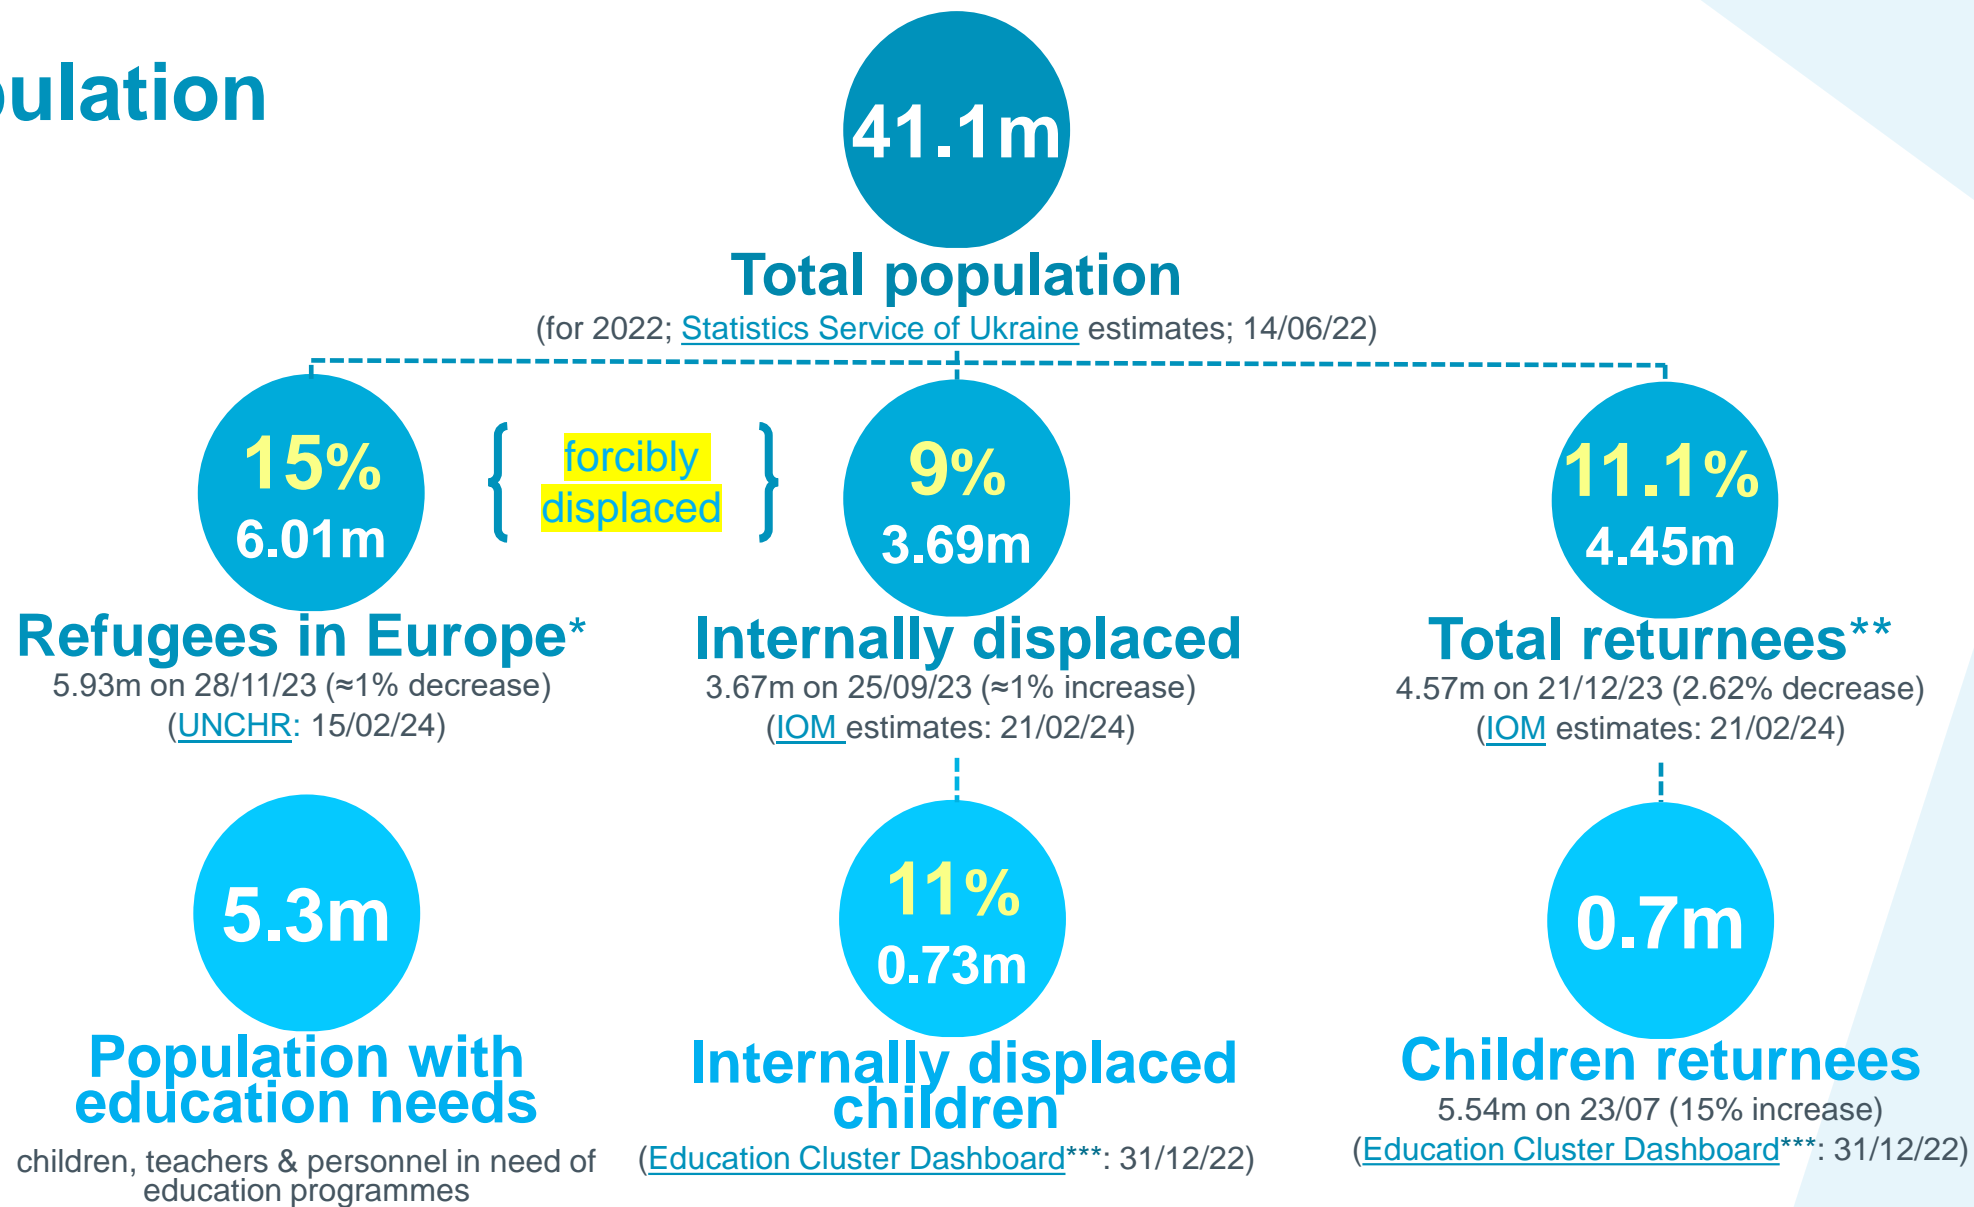 pulation
41.1m
Total population
(for 2022; Statistics Service of Ukraine estimates; 14/06/22)
15%
6.01m
Refugees in Europe*
5.93m on 28/11/23 (≈1% decrease)
(UNCHR: 15/02/24)
{ forcibly
displaced }
9%
3.69m
Internally displaced
3.67m on 25/09/23 (≈1% increase)
(IOM estimates: 21/02/24)
11.1%
4.45m
Total returnees**
4.57m on 21/12/23 (2.62% decrease)
(IOM estimates: 21/02/24)
5.3m
Population with
education needs
children, teachers & personnel in need of
education programmes
11%
0.73m
Internally displaced
children
(Education Cluster Dashboard***: 31/12/22)
0.7m
Children returnees
5.54m on 23/07 (15% increase)
(Education Cluster Dashboard***: 31/12/22)